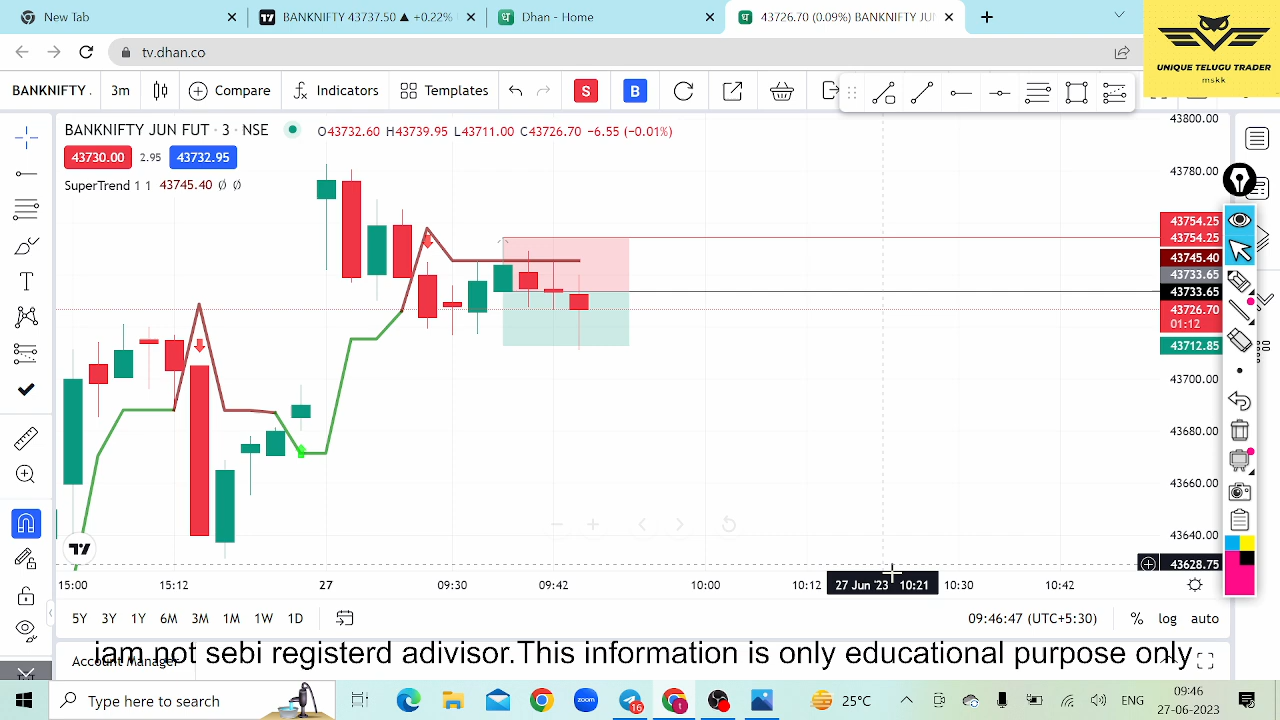 New Tab
BANKNIFTY 43737.50 ▲ +0.22%
Dhan - Home
43726.70 (0.09%) BANKNIFTY JUN
UNIQUE TELUGU TRADER
mskk
tv.dhan.co
BANKNIFTY .
3m
Compare
Indicators
Templates
S
B
BANKNIFTY JUN FUT · 3 · NSE
O43732.60 H43739.95 L43711.00 C43726.70 −6.55 (−0.01%)
43730.00
2.95
43732.95
SuperTrend 1 1 43745.40 Ø Ø
43800.00
43780.00
43754.25
43754.25
43745.40
43733.65
43733.65
43726.70
01:12
43712.85
43700.00
43680.00
43660.00
43640.00
43628.75
15:00
27
09:30
09:42
10:00
10:12
27 Jun '23 10:21
10:30
10:42
5Y
3Y
1Y
6M
3M
1M
1W
1D
09:46:47 (UTC+5:30)
%
log
auto
Account Manager
iam not sebi registerd advisor.This information is only educational purpose only
Type here to search
zoom
16
t
25°C
ENG
09:46
27-06-2023